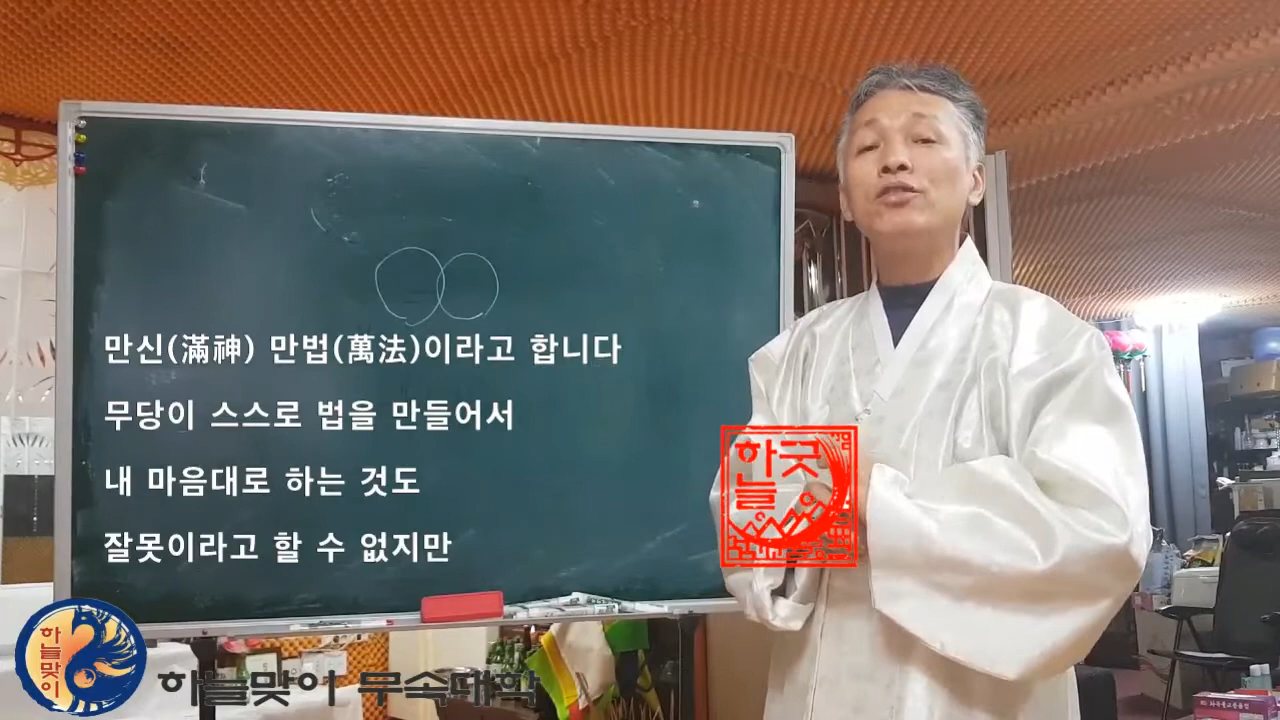 만신(滿神) 만법(萬法)이라고 합니다
무당이 스스로 법을 만들어서
내 마음대로 하는 것도
잘못이라고 할 수 없지만
하늘굿
하늘맞이
하늘맞이 무속대학